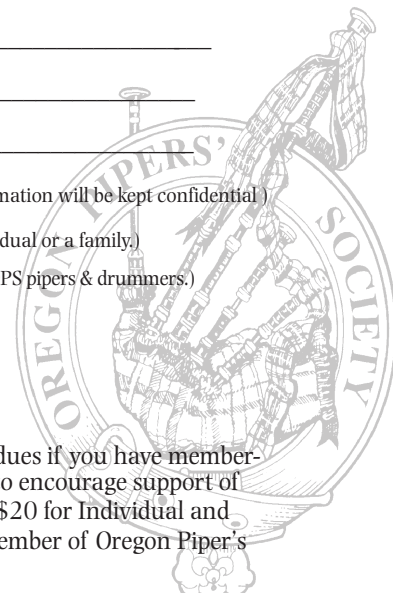 OREGON PIPERS' SOCIETY
mation will be kept confidential )
dual or a family.)
PS pipers & drummers.)
dues if you have member-
o encourage support of
$20 for Individual and
ember of Oregon Piper's